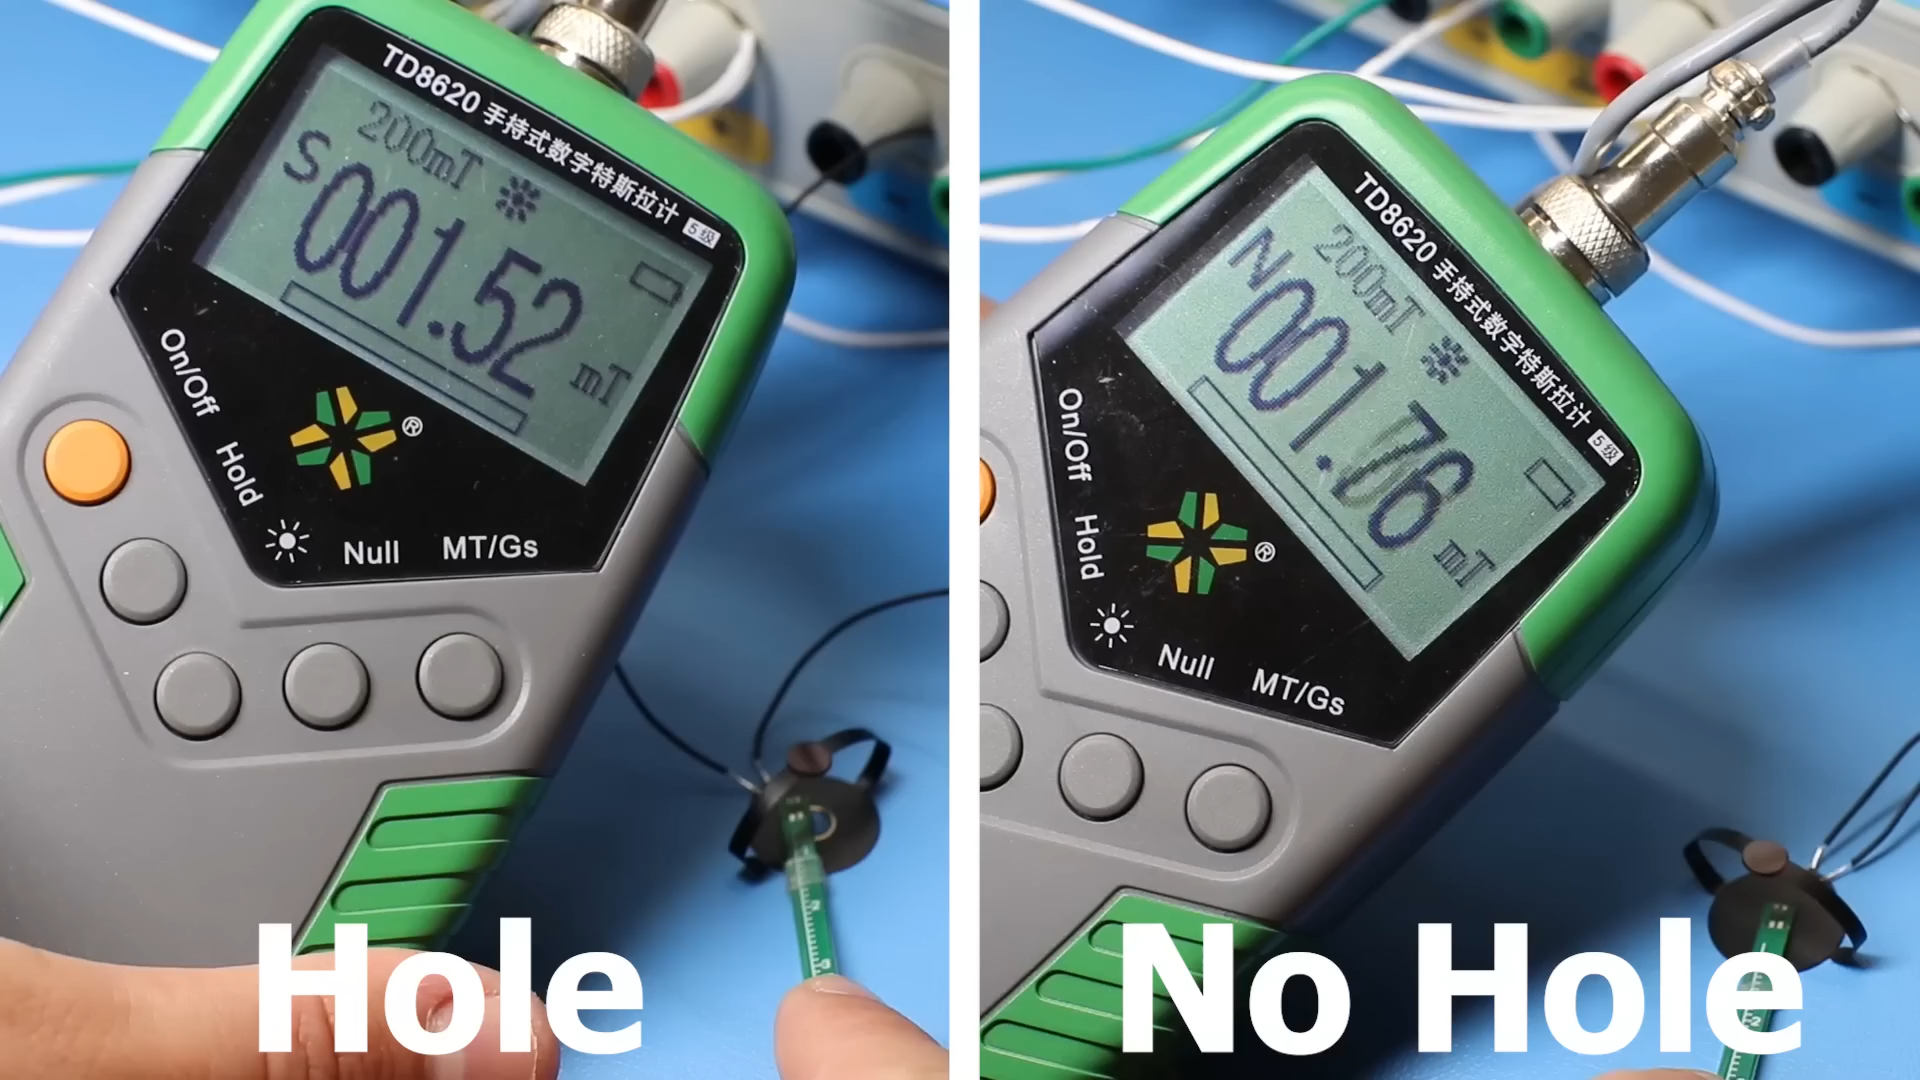 TD8620 手持式数字特斯拉计 5级
200mT
S001.52 mT
On/Off
Hold
Null
MT/Gs
®
Hole
TD8620 手持式数字特斯拉计 5级
200mT
N001.76 mT
On/Off
Hold
Null
MT/Gs
®
No Hole